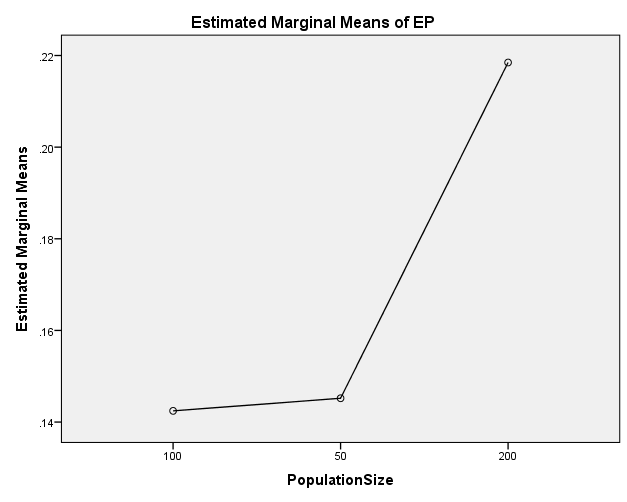 Estimated Marginal Means of EP
Estimated Marginal Means
.22
.20
.18
.16
.14
100 50 200
PopulationSize